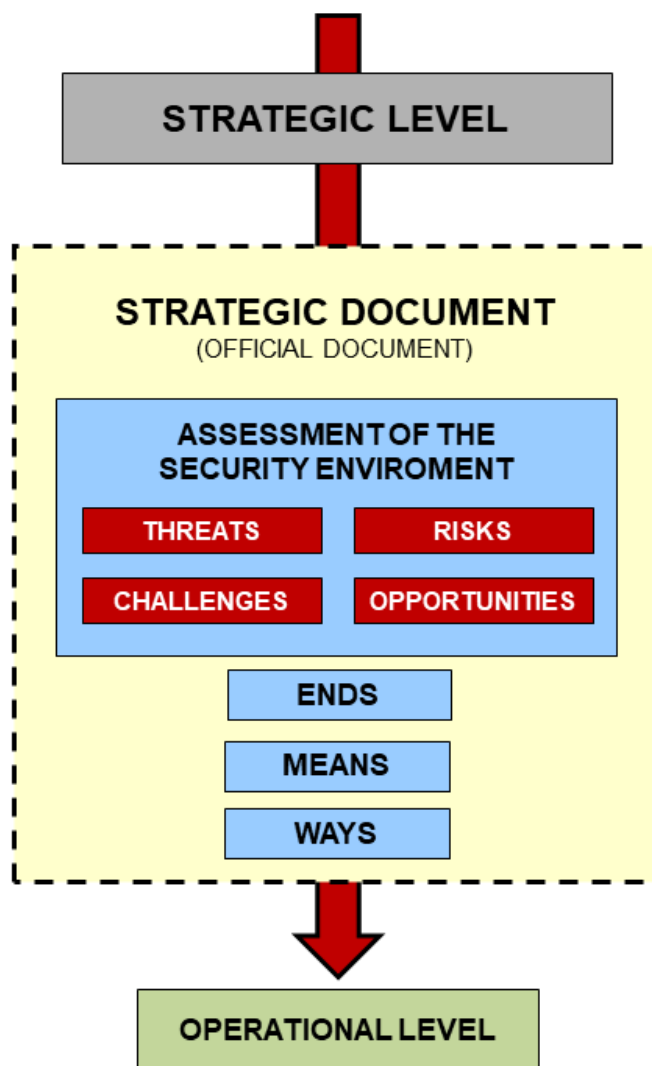 STRATEGIC LEVEL
STRATEGIC DOCUMENT
(OFFICIAL DOCUMENT)
ASSESSMENT OF THE
SECURITY ENVIROMENT
THREATS
RISKS
CHALLENGES
OPPORTUNITIES
ENDS
MEANS
WAYS
OPERATIONAL LEVEL